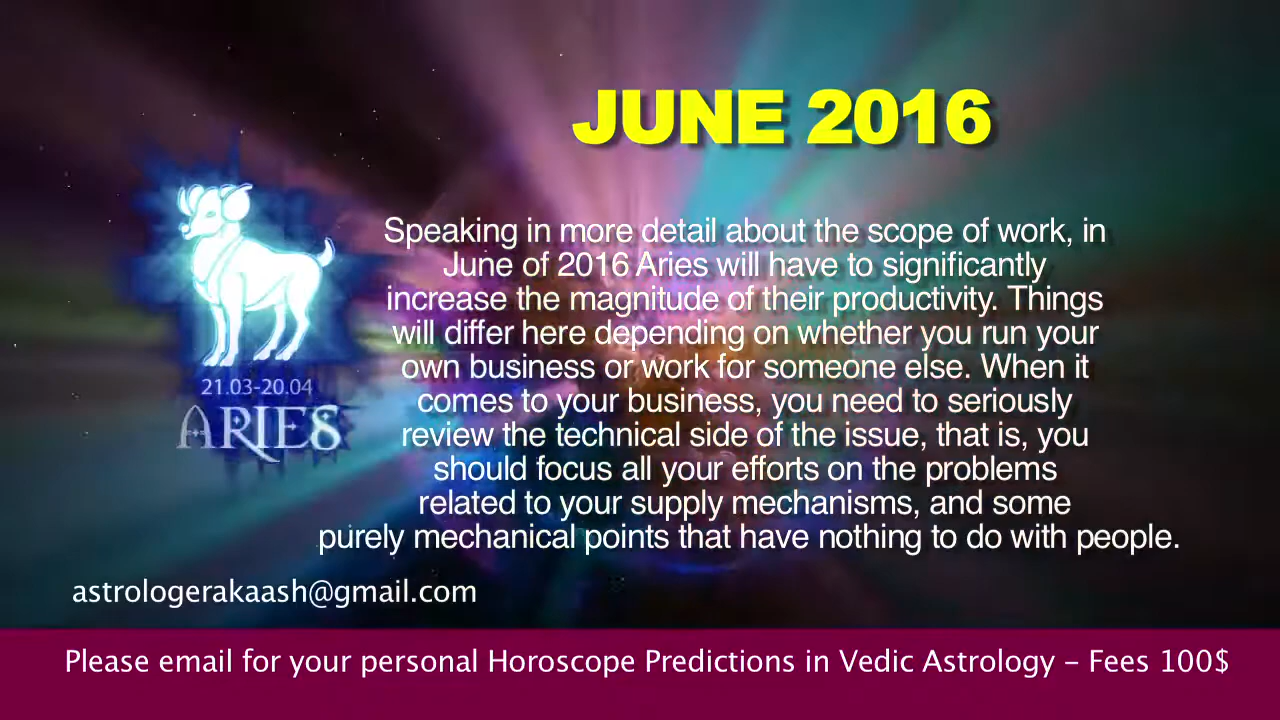 JUNE 2016
Speaking in more detail about the scope of work, in
June of 2016 Aries will have to significantly
increase the magnitude of their productivity. Things
will differ here depending on whether you run your
own business or work for someone else. When it
comes to your business, you need to seriously
review the technical side of the issue, that is, you
should focus all your efforts on the problems
related to your supply mechanisms, and some
purely mechanical points that have nothing to do with people.
21.03-20.04
ARIES
astrologerakaash@gmail.com
Please email for your personal Horoscope Predictions in Vedic Astrology – Fees 100$